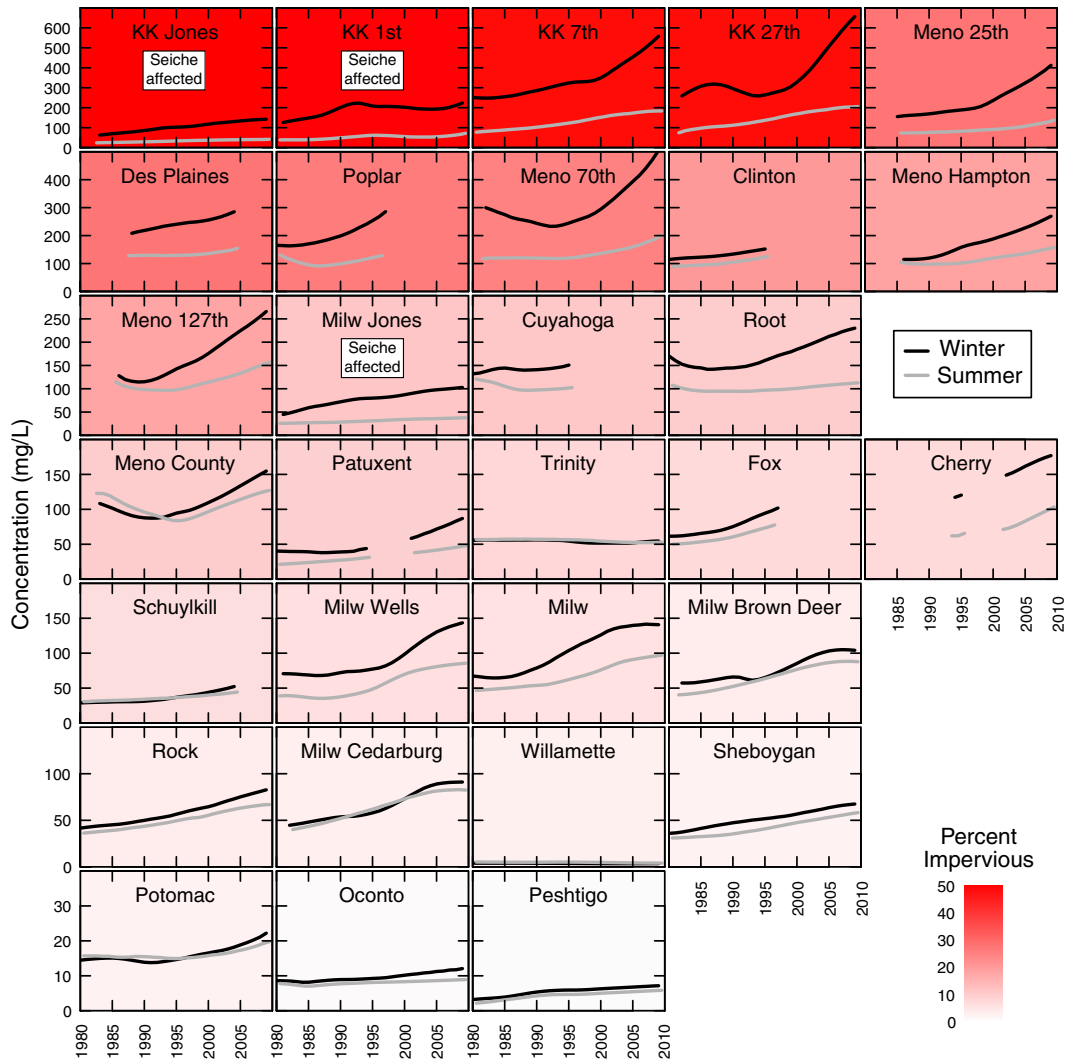 KK Jones
KK 1st
KK 7th
KK 27th
Meno 25th
Seiche
affected
Seiche
affected
700
600
500
400
300
200
100
0
Des Plaines
Poplar
Meno 70th
Clinton
Meno Hampton
400
300
200
100
0
Meno 127th
Milw Jones
Cuyahoga
Root
Seiche
affected
Winter
Summer
250
200
150
100
50
0
Concentration (mg/L)
Meno County
Patuxent
Trinity
Fox
Cherry
150
100
50
0
1985 1990 1995 2000 2005 2010
Schuylkill
Milw Wells
Milw
Milw Brown Deer
150
100
50
0
Rock
Milw Cedarburg
Willamette
Sheboygan
100
50
0
1985 1990 1995 2000 2005 2010
Potomac
Oconto
Peshtigo
30
20
10
0
1980 1985 1990 1995 2000 2005
1980 1985 1990 1995 2000 2005
1980 1985 1990 1995 2000 2005 2010
Percent
Impervious
50
40
30
20
10
0